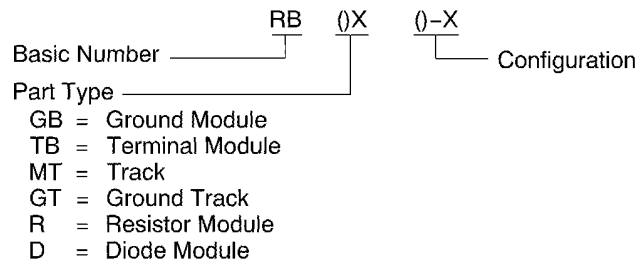 RB ()X ()–X
Basic Number
Configuration
Part Type
GB = Ground Module
TB = Terminal Module
MT = Track
GT = Ground Track
R = Resistor Module
D = Diode Module